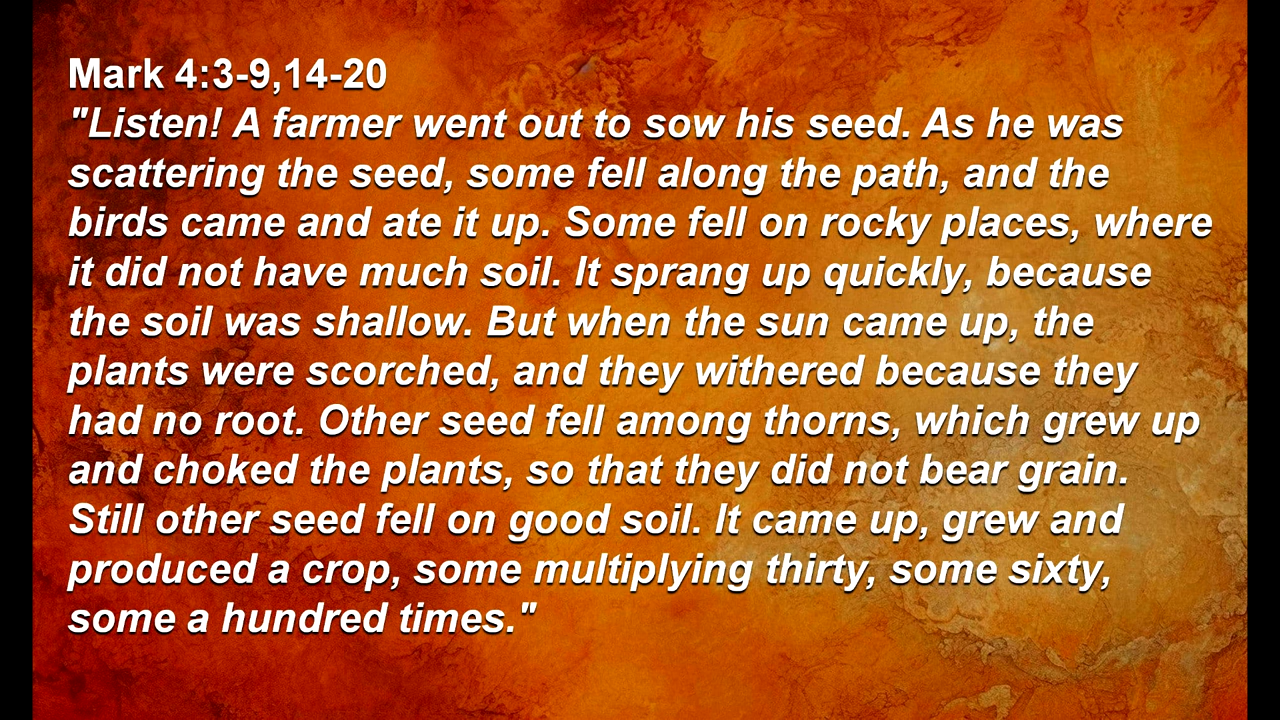 Mark 4:3-9,14-20
"Listen! A farmer went out to sow his seed. As he was
scattering the seed, some fell along the path, and the
birds came and ate it up. Some fell on rocky places, where
it did not have much soil. It sprang up quickly, because
the soil was shallow. But when the sun came up, the
plants were scorched, and they withered because they
had no root. Other seed fell among thorns, which grew up
and choked the plants, so that they did not bear grain.
Still other seed fell on good soil. It came up, grew and
produced a crop, some multiplying thirty, some sixty,
some a hundred times."